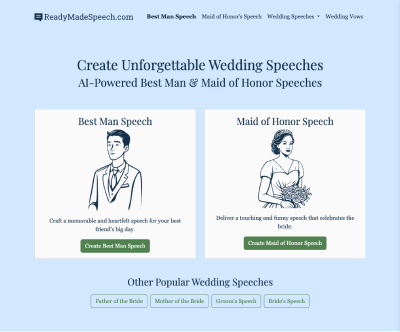 ReadyMadeSpeech.com
Best Man Speech Maid of Honor's Speech Wedding Speeches Wedding Vows
Create Unforgettable Wedding Speeches
AI-Powered Best Man & Maid of Honor Speeches
Best Man Speech
Craft a memorable and heartfelt speech for your best
friend's big day.
Create Best Man Speech
Maid of Honor Speech
Deliver a touching and funny speech that celebrates the
bride.
Create Maid of Honor Speech
Other Popular Wedding Speeches
Father of the Bride Mother of the Bride Groom's Speech Bride's Speech